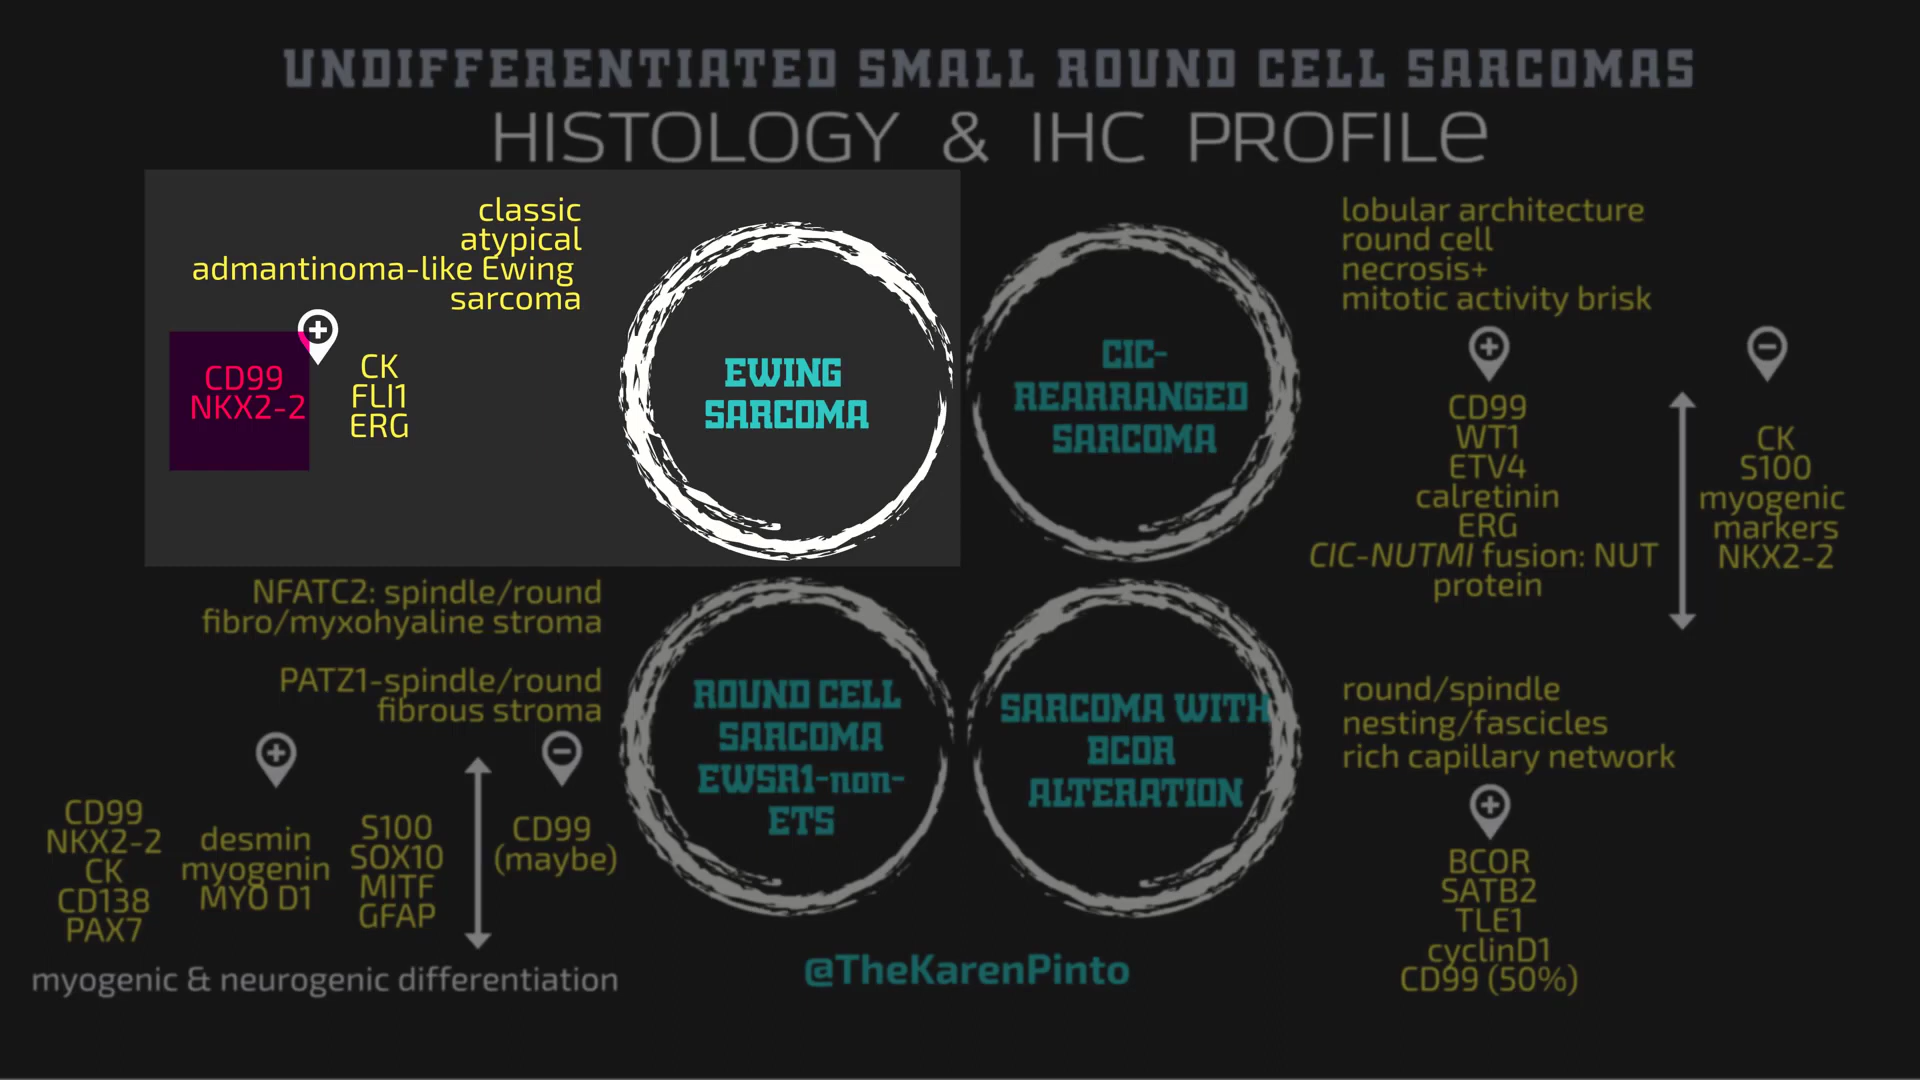 UNDIFFERENTIATED SMALL ROUND CELL SARCOMAS
HISTOLOGY & IHC PROFILe
classic
atypical
admantinoma-like Ewing
sarcoma
CD99
NKX2-2
CK
FLI1
ERG
EWING
SARCOMA
CIC-
REARRANGED
SARCOMA
lobular architecture
round cell
necrosis+
mitotic activity brisk
CD99
WT1
ETV4
calretinin
ERG
CIC-NUTMI fusion: NUT
protein
CK
S100
myogenic
markers
NKX2-2
NFATC2: spindle/round
fibro/myxohyaline stroma
PATZ1-spindle/round
fibrous stroma
CD99
NKX2-2
CK
CD138
PAX7
desmin
myogenin
MYO D1
S100
SOX10
MITF
GFAP
CD99
(maybe)
myogenic & neurogenic differentiation
ROUND CELL
SARCOMA
EWSR1-non-
ETS
SARCOMA WITH
BCOR
ALTERATION
round/spindle
nesting/fascicles
rich capillary network
BCOR
SATB2
TLE1
cyclinD1
CD99 (50%)
@TheKarenPinto